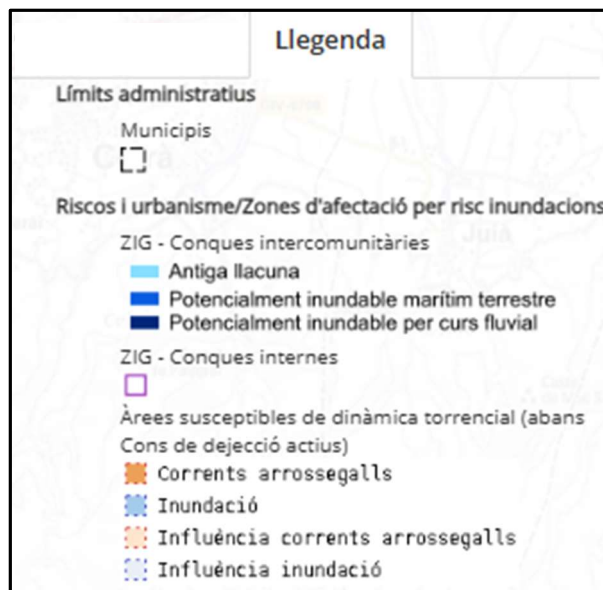 Llegenda
Límits administratius
Municipis
Riscos i urbanisme/Zones d'afectació per risc inundacions
ZIG - Conques intercomunitàries
Antiga llacuna
Potencialment inundable marítim terrestre
Potencialment inundable per curs fluvial
ZIG - Conques internes
Àrees susceptibles de dinàmica torrencial (abans
Cons de dejecció actius)
Corrents arrossegalls
Inundació
Influència corrents arrossegalls
Influència inundació